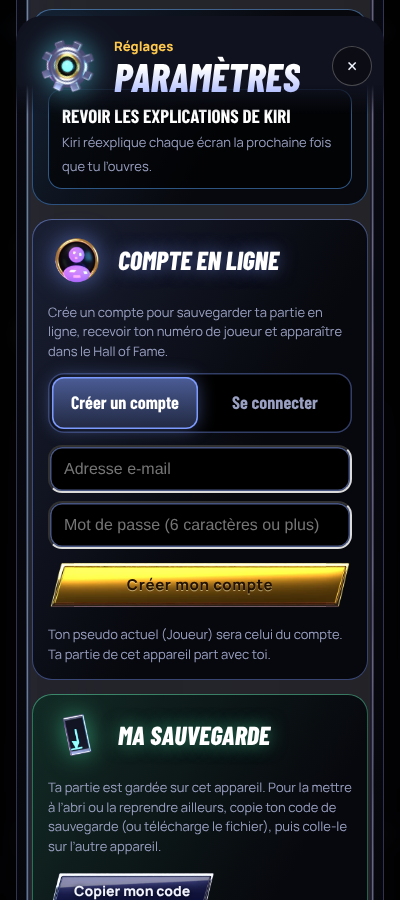 Réglages
PARAMÈTRES
×
REVOIR LES EXPLICATIONS DE KIRI
Kiri réexplique chaque écran la prochaine fois
que tu l'ouvres.
COMPTE EN LIGNE
Crée un compte pour sauvegarder ta partie en
ligne, recevoir ton numéro de joueur et apparaître
dans le Hall of Fame.
Créer un compte
Se connecter
Adresse e-mail
Mot de passe (6 caractères ou plus)
Créer mon compte
Ton pseudo actuel (Joueur) sera celui du compte.
Ta partie de cet appareil part avec toi.
MA SAUVEGARDE
Ta partie est gardée sur cet appareil. Pour la mettre
à l'abri ou la reprendre ailleurs, copie ton code de
sauvegarde (ou télécharge le fichier), puis colle-le
sur l'autre appareil.
Copier mon code